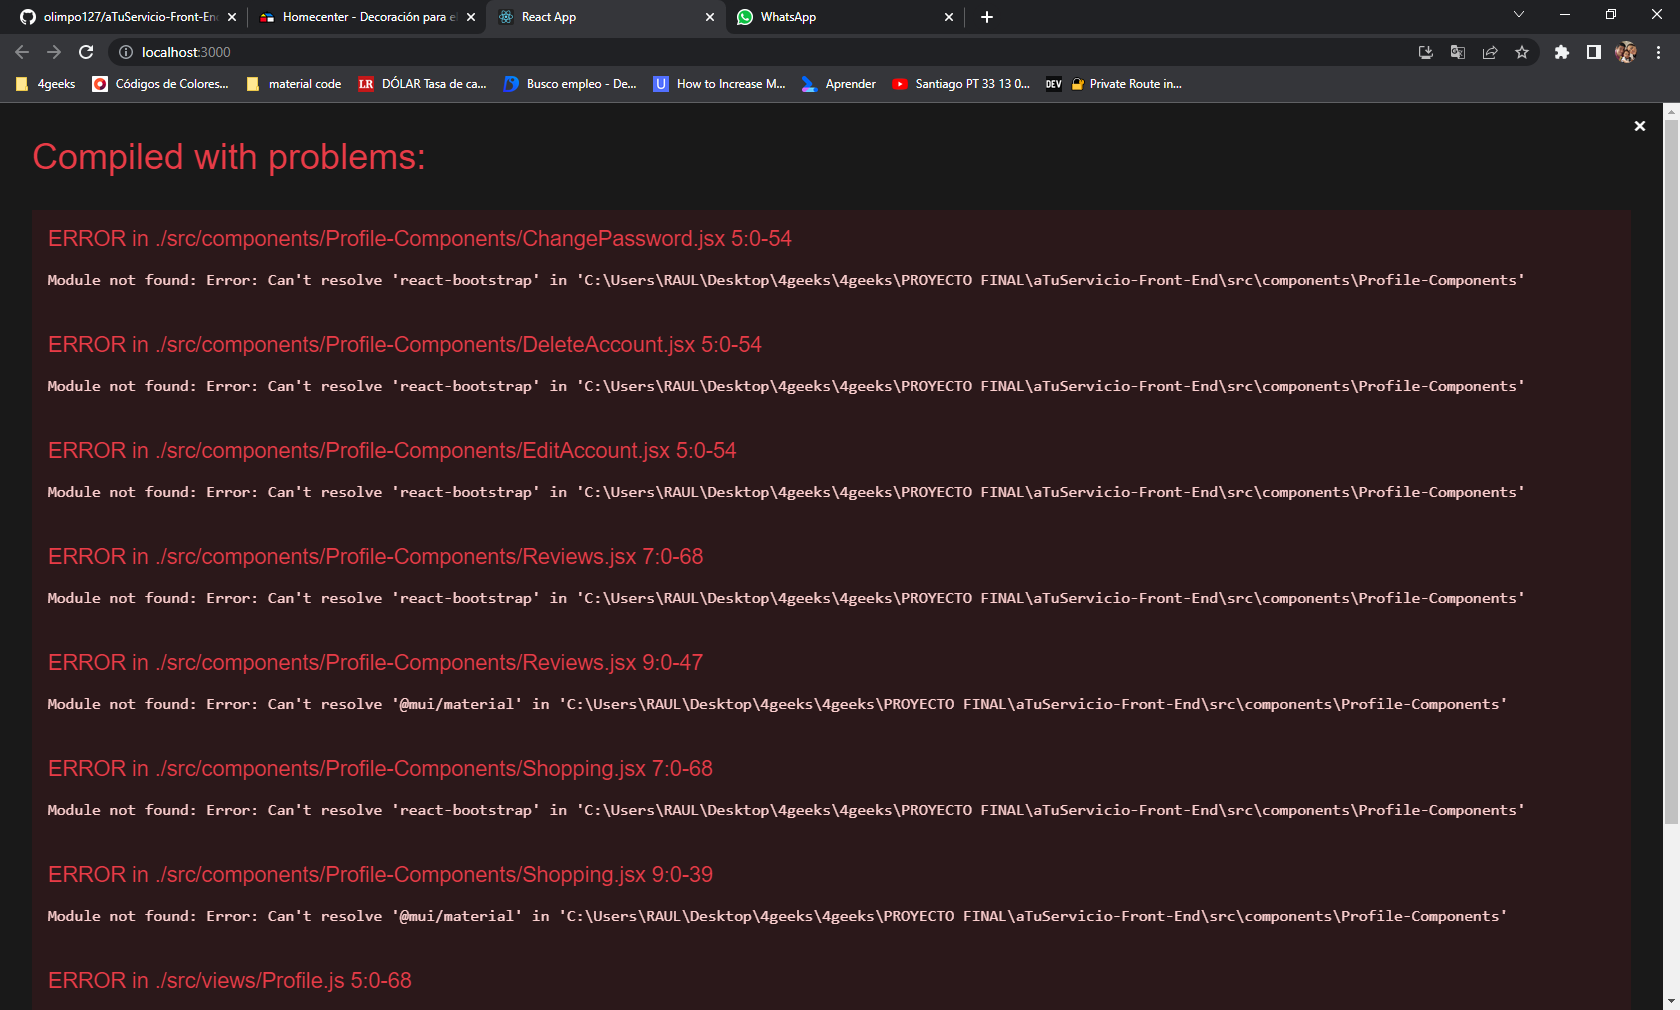 olimpo127/aTuServicio-Front-En
Homecenter - Decoración para el
React App
WhatsApp
localhost:3000
4geeks
Códigos de Colores...
material code
LR
DÓLAR Tasa de ca...
Busco empleo - De...
U
How to Increase M...
Aprender
Santiago PT 33 13 0...
DEV
Private Route in...
Compiled with problems:
ERROR in ./src/components/Profile-Components/ChangePassword.jsx 5:0-54
Module not found: Error: Can't resolve 'react-bootstrap' in 'C:\Users\RAUL\Desktop\4geeks\4geeks\PROYECTO FINAL\aTuServicio-Front-End\src\components\Profile-Components'
ERROR in ./src/components/Profile-Components/DeleteAccount.jsx 5:0-54
Module not found: Error: Can't resolve 'react-bootstrap' in 'C:\Users\RAUL\Desktop\4geeks\4geeks\PROYECTO FINAL\aTuServicio-Front-End\src\components\Profile-Components'
ERROR in ./src/components/Profile-Components/EditAccount.jsx 5:0-54
Module not found: Error: Can't resolve 'react-bootstrap' in 'C:\Users\RAUL\Desktop\4geeks\4geeks\PROYECTO FINAL\aTuServicio-Front-End\src\components\Profile-Components'
ERROR in ./src/components/Profile-Components/Reviews.jsx 7:0-68
Module not found: Error: Can't resolve 'react-bootstrap' in 'C:\Users\RAUL\Desktop\4geeks\4geeks\PROYECTO FINAL\aTuServicio-Front-End\src\components\Profile-Components'
ERROR in ./src/components/Profile-Components/Reviews.jsx 9:0-47
Module not found: Error: Can't resolve '@mui/material' in 'C:\Users\RAUL\Desktop\4geeks\4geeks\PROYECTO FINAL\aTuServicio-Front-End\src\components\Profile-Components'
ERROR in ./src/components/Profile-Components/Shopping.jsx 7:0-68
Module not found: Error: Can't resolve 'react-bootstrap' in 'C:\Users\RAUL\Desktop\4geeks\4geeks\PROYECTO FINAL\aTuServicio-Front-End\src\components\Profile-Components'
ERROR in ./src/components/Profile-Components/Shopping.jsx 9:0-39
Module not found: Error: Can't resolve '@mui/material' in 'C:\Users\RAUL\Desktop\4geeks\4geeks\PROYECTO FINAL\aTuServicio-Front-End\src\components\Profile-Components'
ERROR in ./src/views/Profile.js 5:0-68